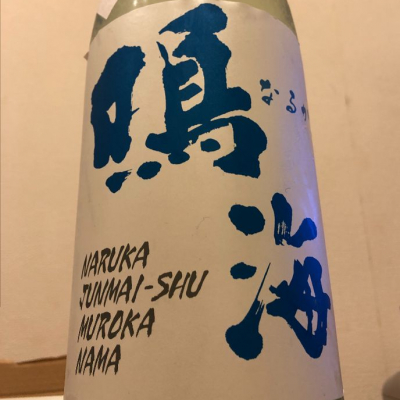 鳴海
なるか
NARUKA
JUNMAI-SHU
MUROKA
NAMA